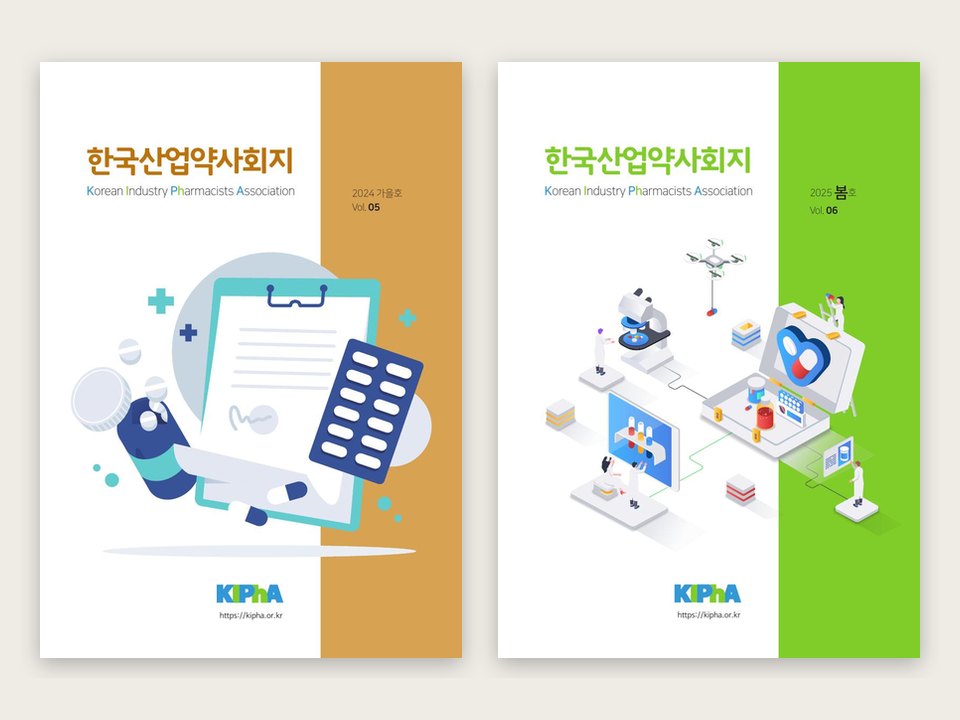 한국산업약사회지
Korean Industry Pharmacists Association
2024 가을호
Vol. 05
KIPhA
https://kipha.or.kr
한국산업약사회지
Korean Industry Pharmacists Association
2025 봄호
Vol. 06
KIPhA
https://kipha.or.kr